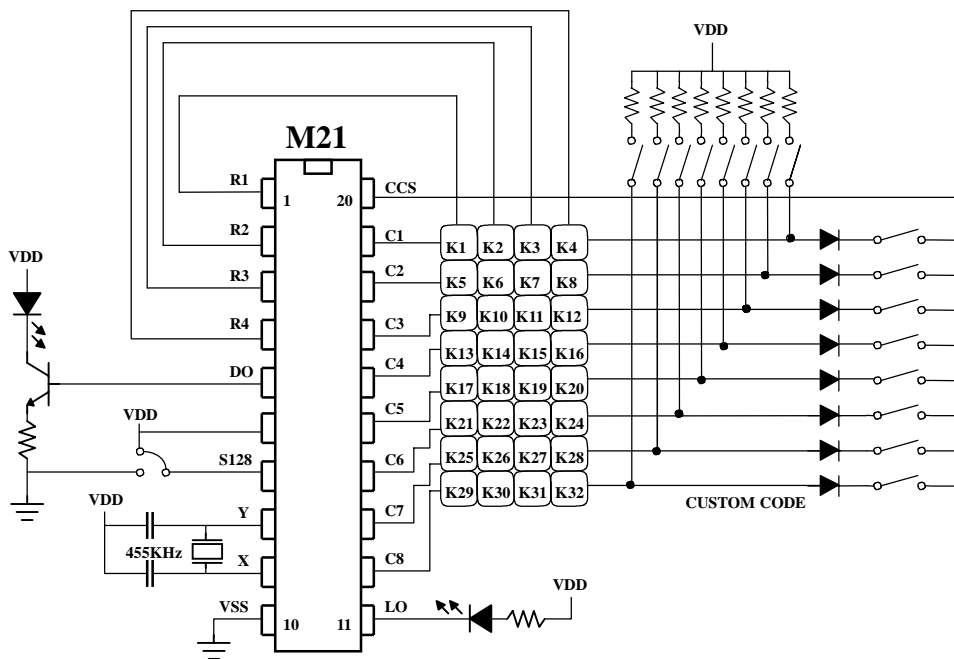 VDD
M21
R1
1
20
CCS
R2
C1
K1 K2 K3 K4
VDD
R3
C2
K5 K6 K7 K8
K9 K10 K11 K12
R4
C3
K13 K14 K15 K16
DO
C4
K17 K18 K19 K20
VDD
C5
K21 K22 K23 K24
S128
C6
K25 K26 K27 K28
K29 K30 K31 K32
CUSTOM CODE
VDD
Y
C7
455KHz
X
C8
VSS
10
11
LO
VDD